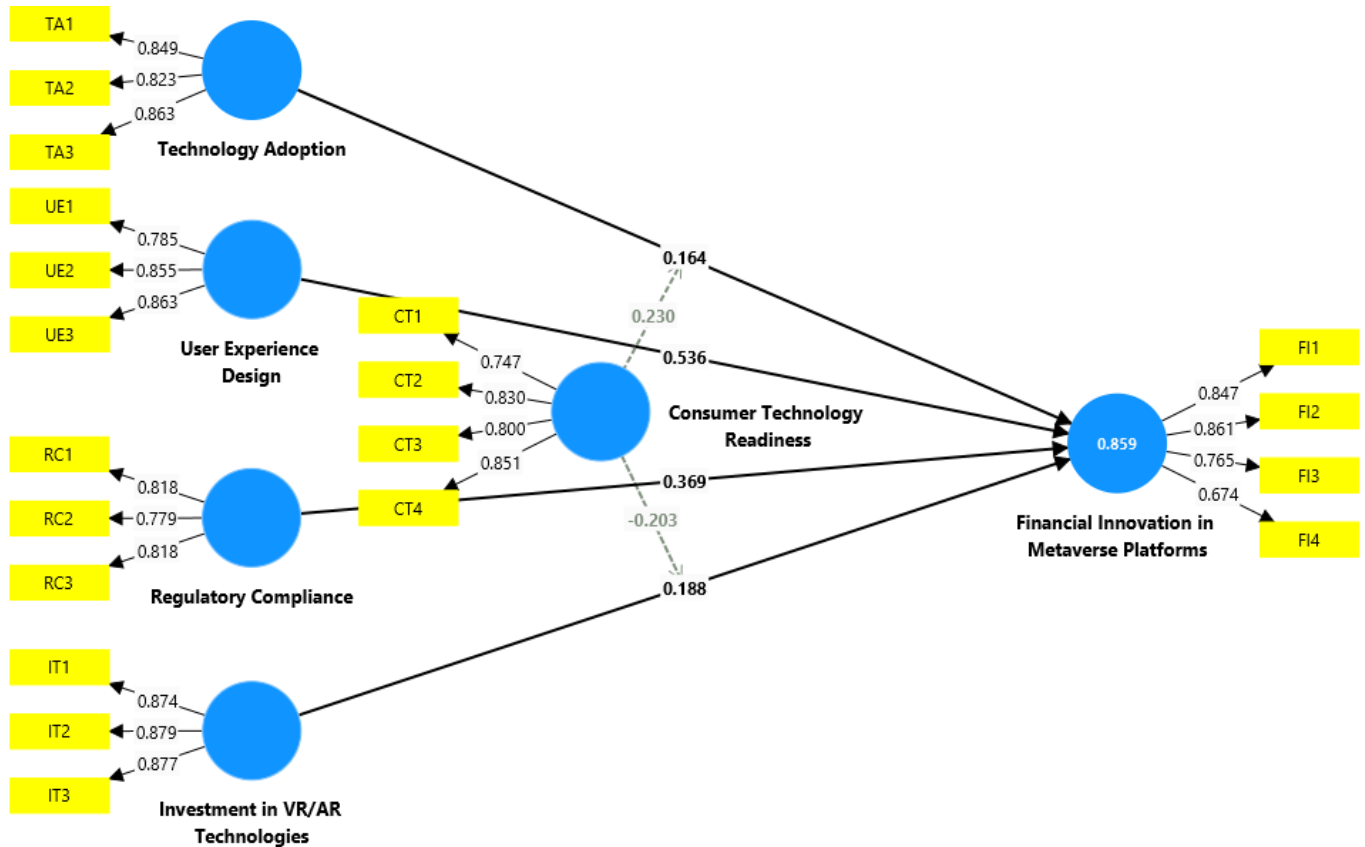 TA1
0.849
TA2
0.823
TA3
0.863
Technology Adoption
UE1
0.785
UE2
0.855
UE3
0.863
User Experience
Design
RC1
0.818
RC2
0.779
RC3
0.818
Regulatory Compliance
IT1
0.874
IT2
0.879
IT3
0.877
Investment in VR/AR
Technologies
CT1
0.747
CT2
0.830
CT3
0.800
CT4
0.851
Consumer Technology
Readiness
0.164
0.230
0.536
0.369
-0.203
0.188
0.859
Financial Innovation in
Metaverse Platforms
FI1
0.847
FI2
0.861
FI3
0.765
FI4
0.674